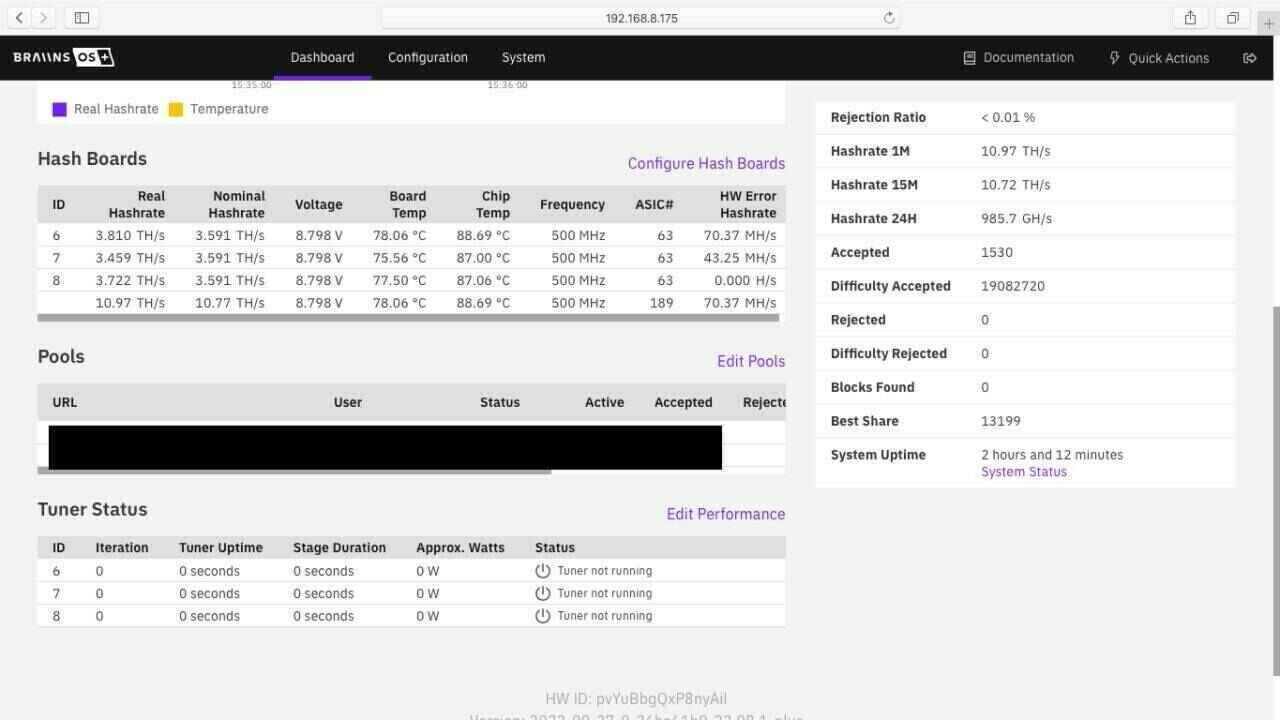 192.168.8.175
BRAIINS OS+ Dashboard Configuration System Documentation Quick Actions
15:35:00 15:36:00
Real Hashrate Temperature
Hash Boards Configure Hash Boards
ID Real Hashrate Nominal Hashrate Voltage Board Temp Chip Temp Frequency ASIC# HW Error Hashrate
6 3.810 TH/s 3.591 TH/s 8.798 V 78.06 °C 88.69 °C 500 MHz 63 70.37 MH/s
7 3.459 TH/s 3.591 TH/s 8.798 V 75.56 °C 87.00 °C 500 MHz 63 43.25 MH/s
8 3.722 TH/s 3.591 TH/s 8.798 V 77.50 °C 87.06 °C 500 MHz 63 0.000 H/s
10.97 TH/s 10.77 TH/s 8.798 V 78.06 °C 88.69 °C 500 MHz 189 70.37 MH/s
Pools Edit Pools
URL User Status Active Accepted Rejecte
Tuner Status Edit Performance
ID Iteration Tuner Uptime Stage Duration Approx. Watts Status
6 0 0 seconds 0 seconds 0 W Tuner not running
7 0 0 seconds 0 seconds 0 W Tuner not running
8 0 0 seconds 0 seconds 0 W Tuner not running
Rejection Ratio < 0.01 %
Hashrate 1M 10.97 TH/s
Hashrate 15M 10.72 TH/s
Hashrate 24H 985.7 GH/s
Accepted 1530
Difficulty Accepted 19082720
Rejected 0
Difficulty Rejected 0
Blocks Found 0
Best Share 13199
System Uptime 2 hours and 12 minutes
System Status
HW ID: pvYuBbgQxP8nyAil